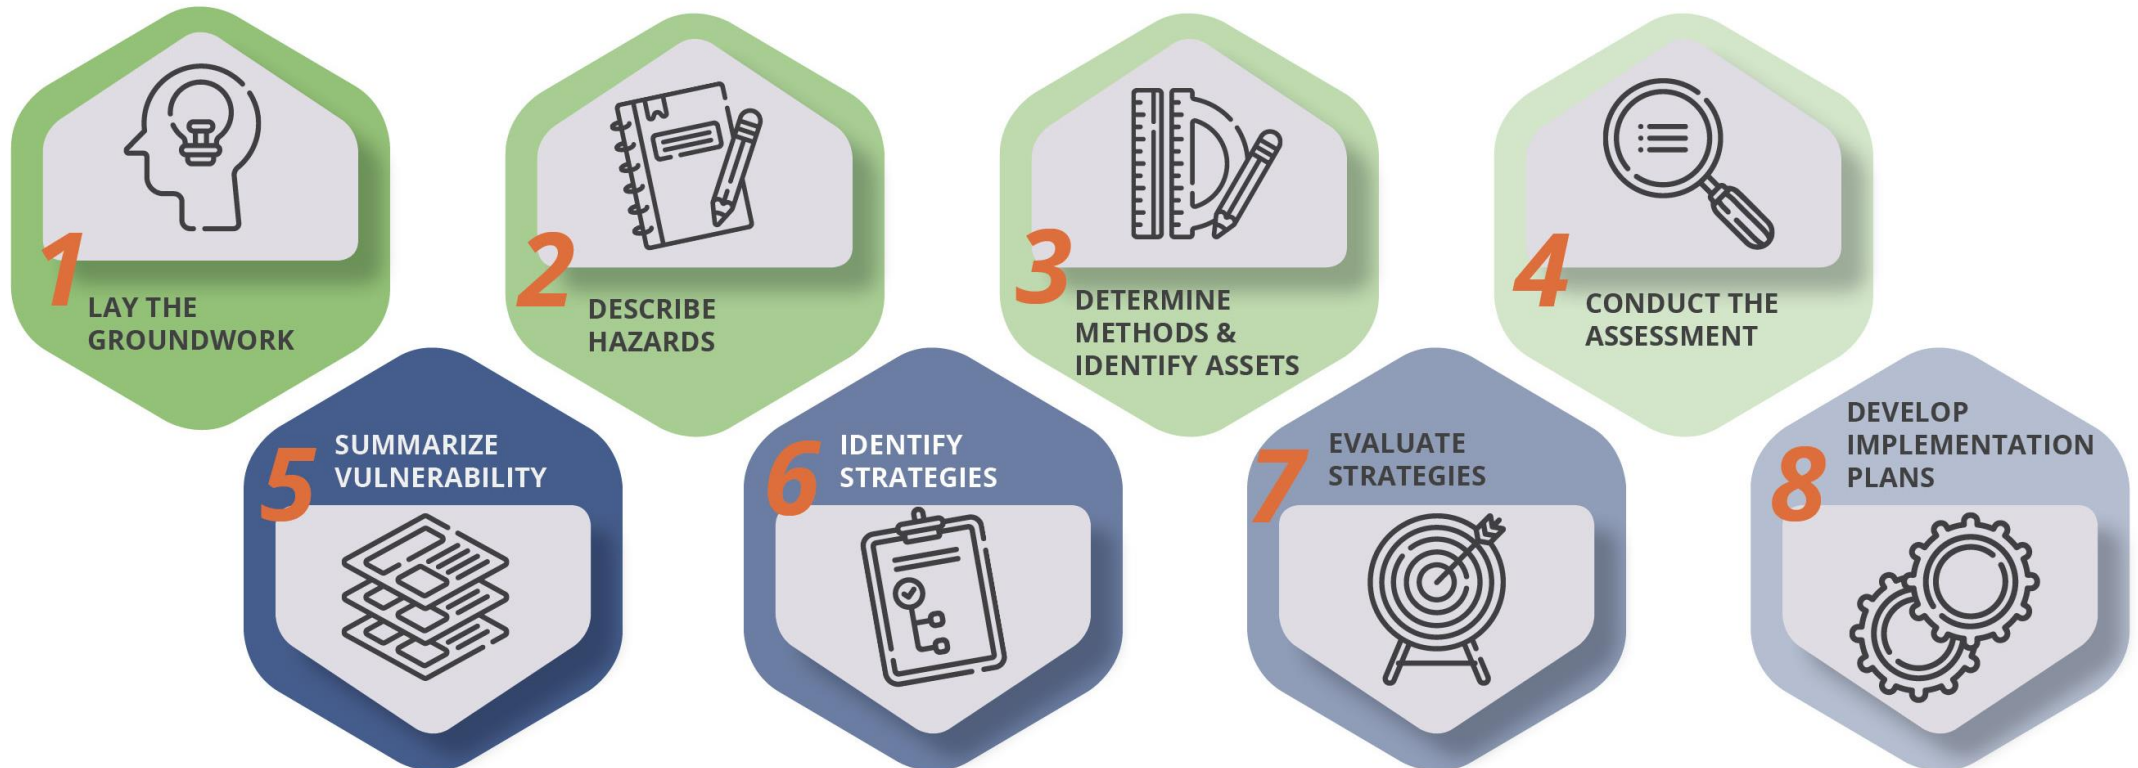 1
LAY THE
GROUNDWORK
2
DESCRIBE
HAZARDS
3
DETERMINE
METHODS &
IDENTIFY ASSETS
4
CONDUCT THE
ASSESSMENT
5
SUMMARIZE
VULNERABILITY
6
IDENTIFY
STRATEGIES
7
EVALUATE
STRATEGIES
8
DEVELOP
IMPLEMENTATION
PLANS